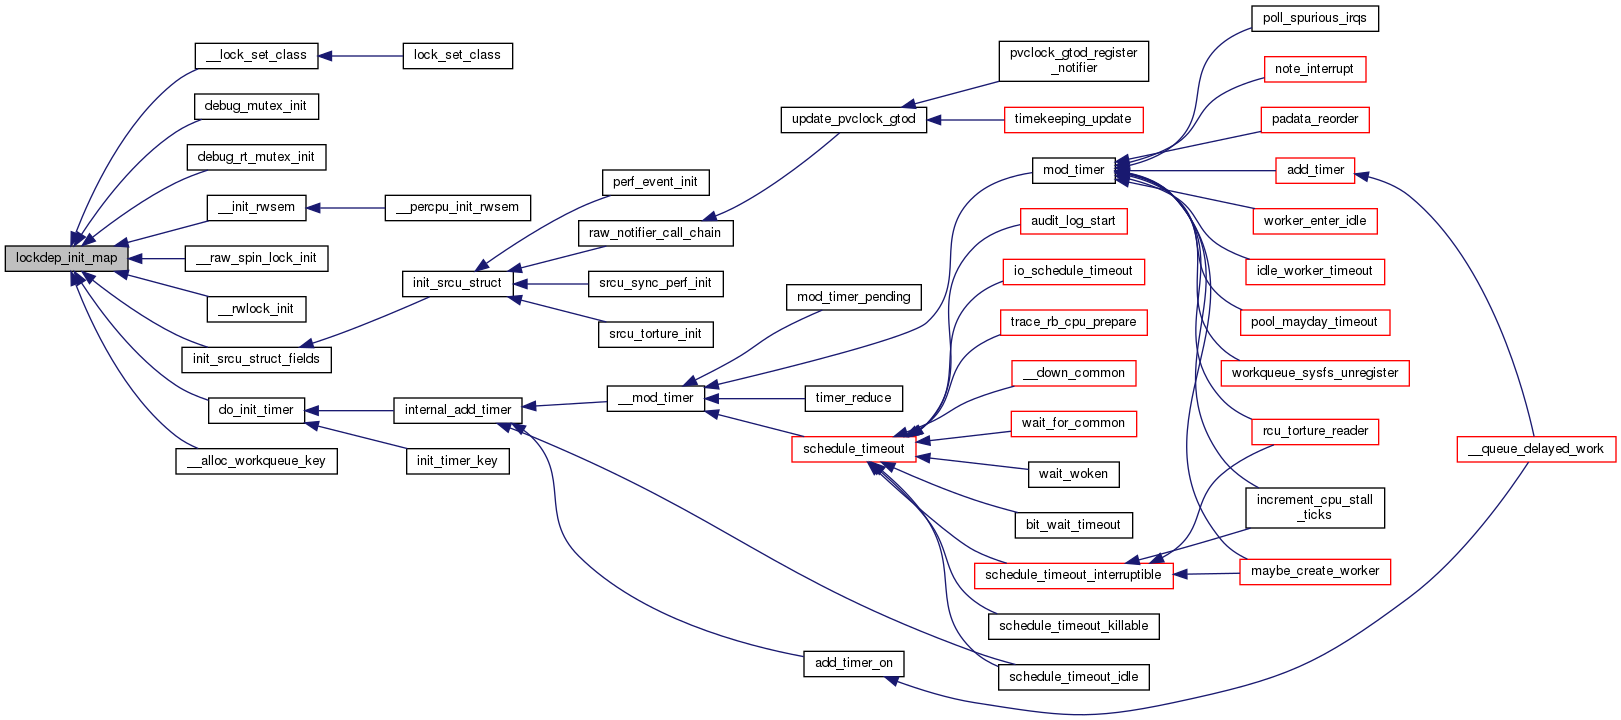 poll_spurious_irqs
__lock_set_class
lock_set_class
pvclock_gtod_register
_notifier
note_interrupt
debug_mutex_init
update_pvclock_gtod
timekeeping_update
padata_reorder
debug_rt_mutex_init
mod_timer
add_timer
perf_event_init
__init_rwsem
__percpu_init_rwsem
audit_log_start
worker_enter_idle
raw_notifier_call_chain
lockdep_init_map
__raw_spin_lock_init
io_schedule_timeout
idle_worker_timeout
init_srcu_struct
srcu_sync_perf_init
mod_timer_pending
__rwlock_init
trace_rb_cpu_prepare
pool_mayday_timeout
srcu_torture_init
init_srcu_struct_fields
__down_common
workqueue_sysfs_unregister
do_init_timer
internal_add_timer
__mod_timer
timer_reduce
wait_for_common
rcu_torture_reader
schedule_timeout
__queue_delayed_work
__alloc_workqueue_key
init_timer_key
wait_woken
increment_cpu_stall
_ticks
bit_wait_timeout
schedule_timeout_interruptible
maybe_create_worker
schedule_timeout_killable
add_timer_on
schedule_timeout_idle